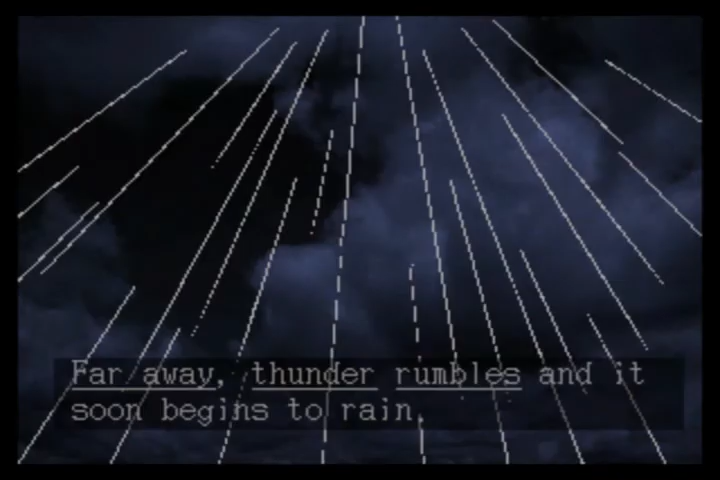 Far away, thunder rumbles and it
soon begins to rain.